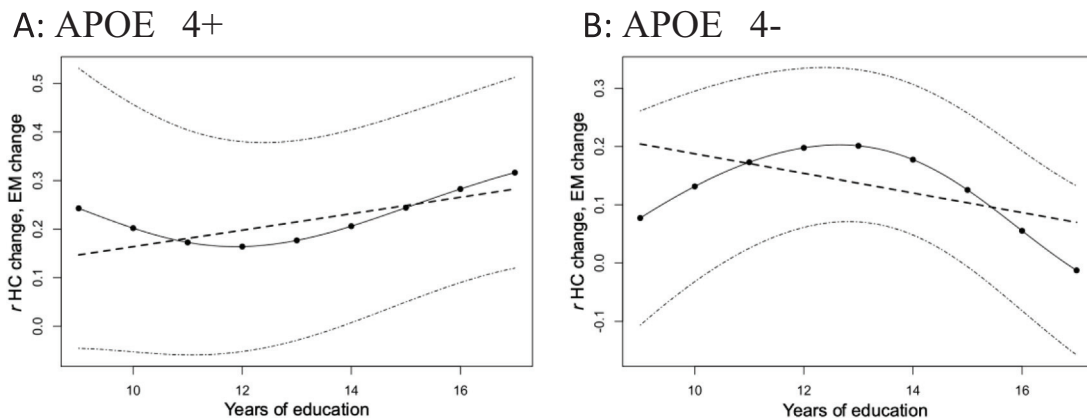 A: APOE 4+
0.5
0.4
0.3
0.2
0.1
0.0
r HC change, EM change
10 12 14 16
Years of education
B: APOE 4-
0.3
0.2
0.1
0.0
-0.1
r HC change, EM change
10 12 14 16
Years of education